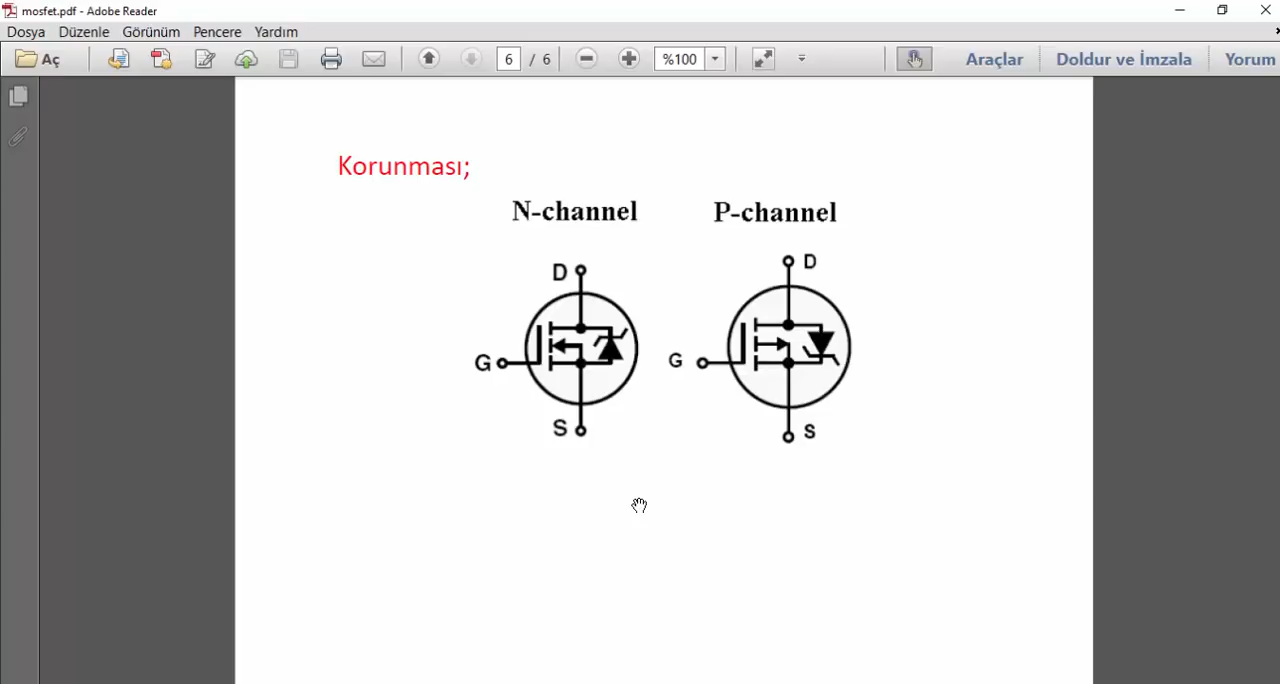 mosfet.pdf - Adobe Reader
Dosya Düzenle Görünüm Pencere Yardım
Aç 6 / 6 %100 Araçlar Doldur ve İmzala Yorum
Korunması;
N-channel P-channel
D D
G G
S S